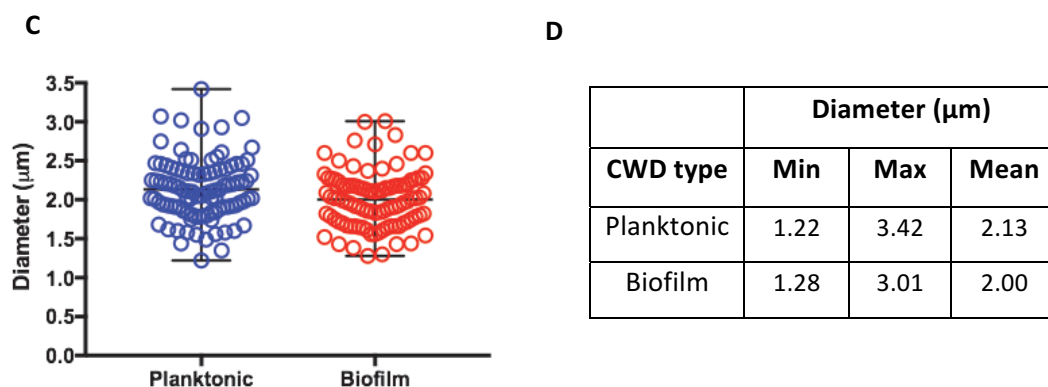 C
Diameter (μm)
3.5
3.0
2.5
2.0
1.5
1.0
0.5
0.0
Planktonic Biofilm
D
Diameter (μm)
CWD type Min Max Mean
Planktonic 1.22 3.42 2.13
Biofilm 1.28 3.01 2.00